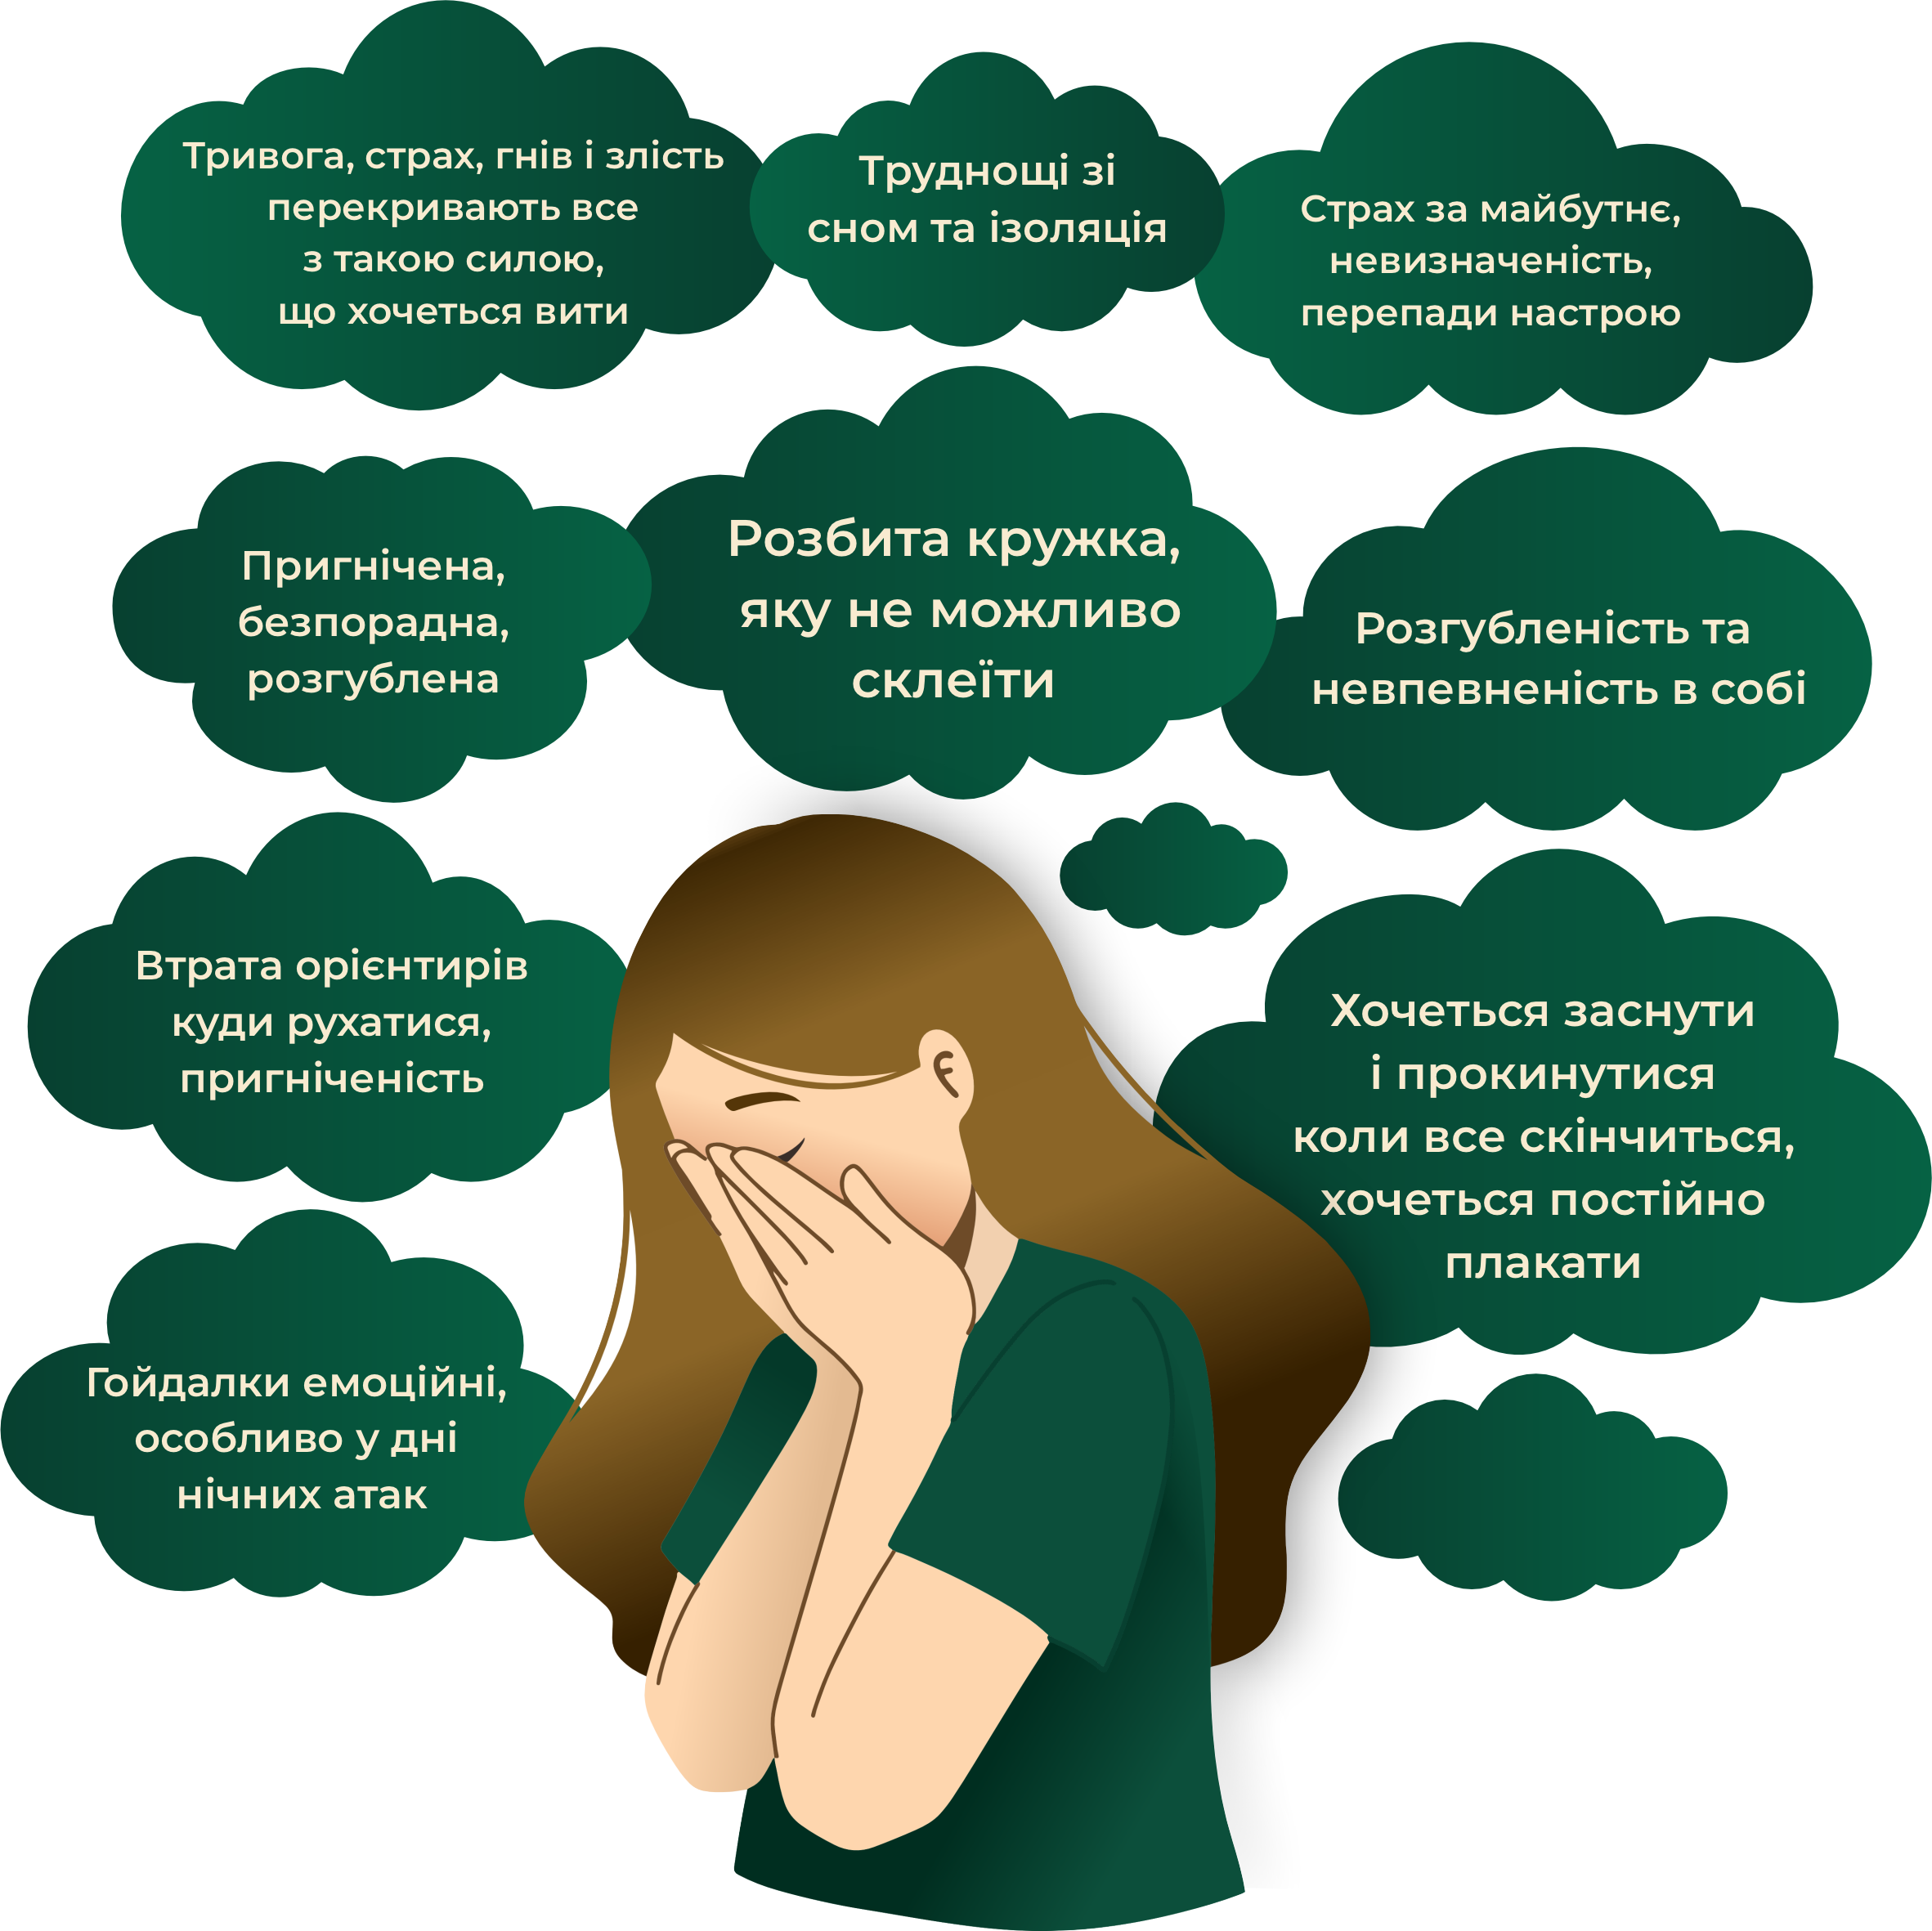 Тривога, страх, гнів і злість
перекривають все
з такою силою,
що хочеться вити
Труднощі зі
сном та ізоляція
Страх за майбутнє,
невизначеність,
перепади настрою
Пригнічена,
безпорадна,
розгублена
Розбита кружка,
яку не можливо
склеїти
Розгубленість та
невпевненість в собі
Втрата орієнтирів
куди рухатися,
пригніченість
Хочеться заснути
і прокинутися
коли все скінчиться,
хочеться постійно
плакати
Гойдалки емоційні,
особливо у дні
нічних атак